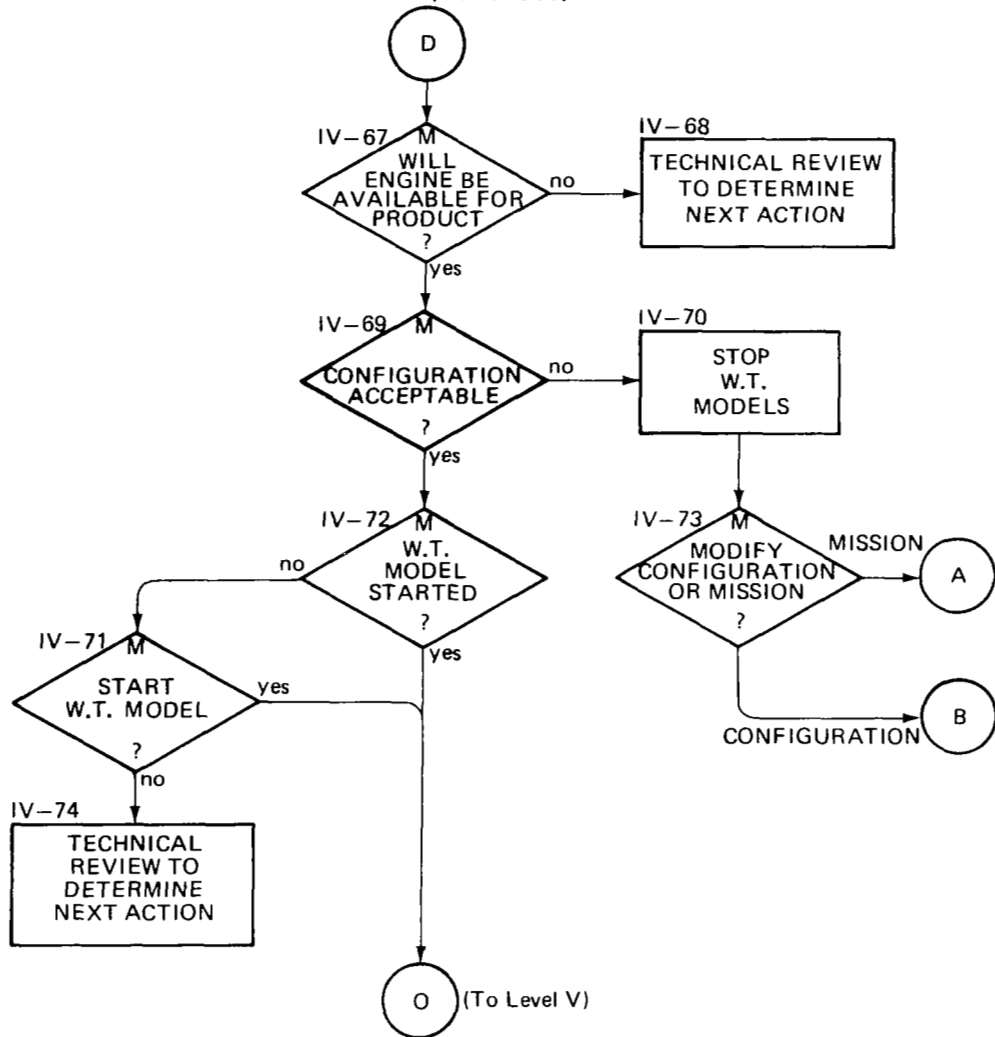 D
IV-67
M
WILL
ENGINE BE
AVAILABLE FOR
PRODUCT
?
no
yes
IV-68
TECHNICAL REVIEW
TO DETERMINE
NEXT ACTION
IV-69
M
CONFIGURATION
ACCEPTABLE
?
no
yes
IV-70
STOP
W.T.
MODELS
IV-72
M
W.T.
MODEL
STARTED
?
no
yes
IV-73
M
MODIFY
CONFIGURATION
OR MISSION
?
MISSION
A
CONFIGURATION
B
IV-71
M
START
W.T. MODEL
?
yes
no
IV-74
TECHNICAL
REVIEW TO
DETERMINE
NEXT ACTION
O
(To Level V)